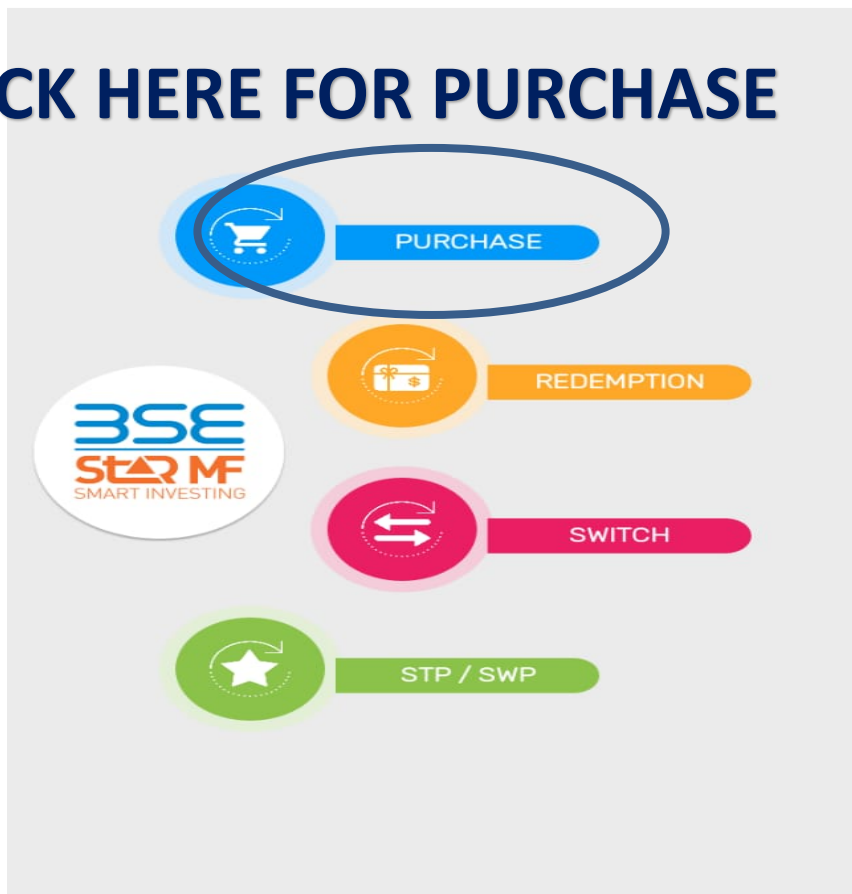 CK HERE FOR PURCHASE
PURCHASE
REDEMPTION
BSE
StAR MF
SMART INVESTING
SWITCH
STP / SWP